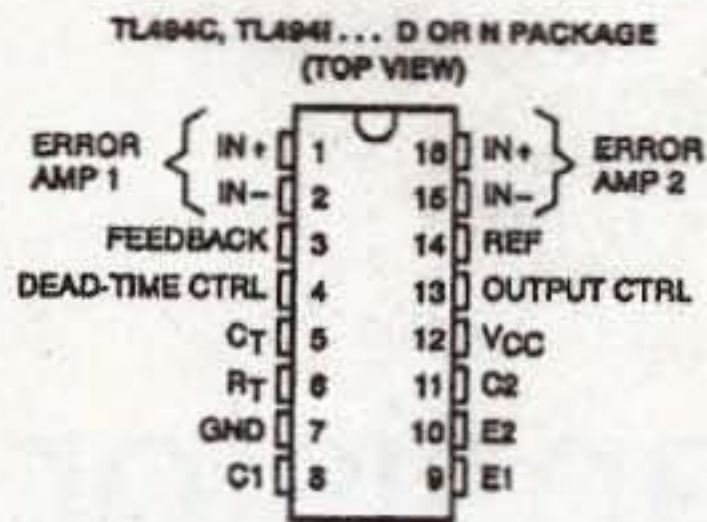 TL494C, TL494I . . . D OR N PACKAGE
(TOP VIEW)
ERROR AMP 1 IN+ 1 16 IN+ ERROR AMP 2
IN− 2 15 IN−
FEEDBACK 3 14 REF
DEAD-TIME CTRL 4 13 OUTPUT CTRL
CT 5 12 VCC
RT 6 11 C2
GND 7 10 E2
C1 8 9 E1